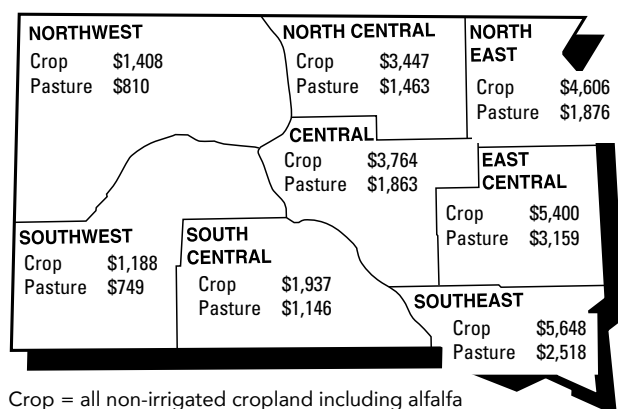 NORTHWEST
Crop $1,408
Pasture $810
NORTH CENTRAL
Crop $3,447
Pasture $1,463
NORTH
EAST
Crop $4,606
Pasture $1,876
CENTRAL
Crop $3,764
Pasture $1,863
EAST
CENTRAL
Crop $5,400
Pasture $3,159
SOUTHWEST
Crop $1,188
Pasture $749
SOUTH
CENTRAL
Crop $1,937
Pasture $1,146
SOUTHEAST
Crop $5,648
Pasture $2,518
Crop = all non-irrigated cropland including alfalfa